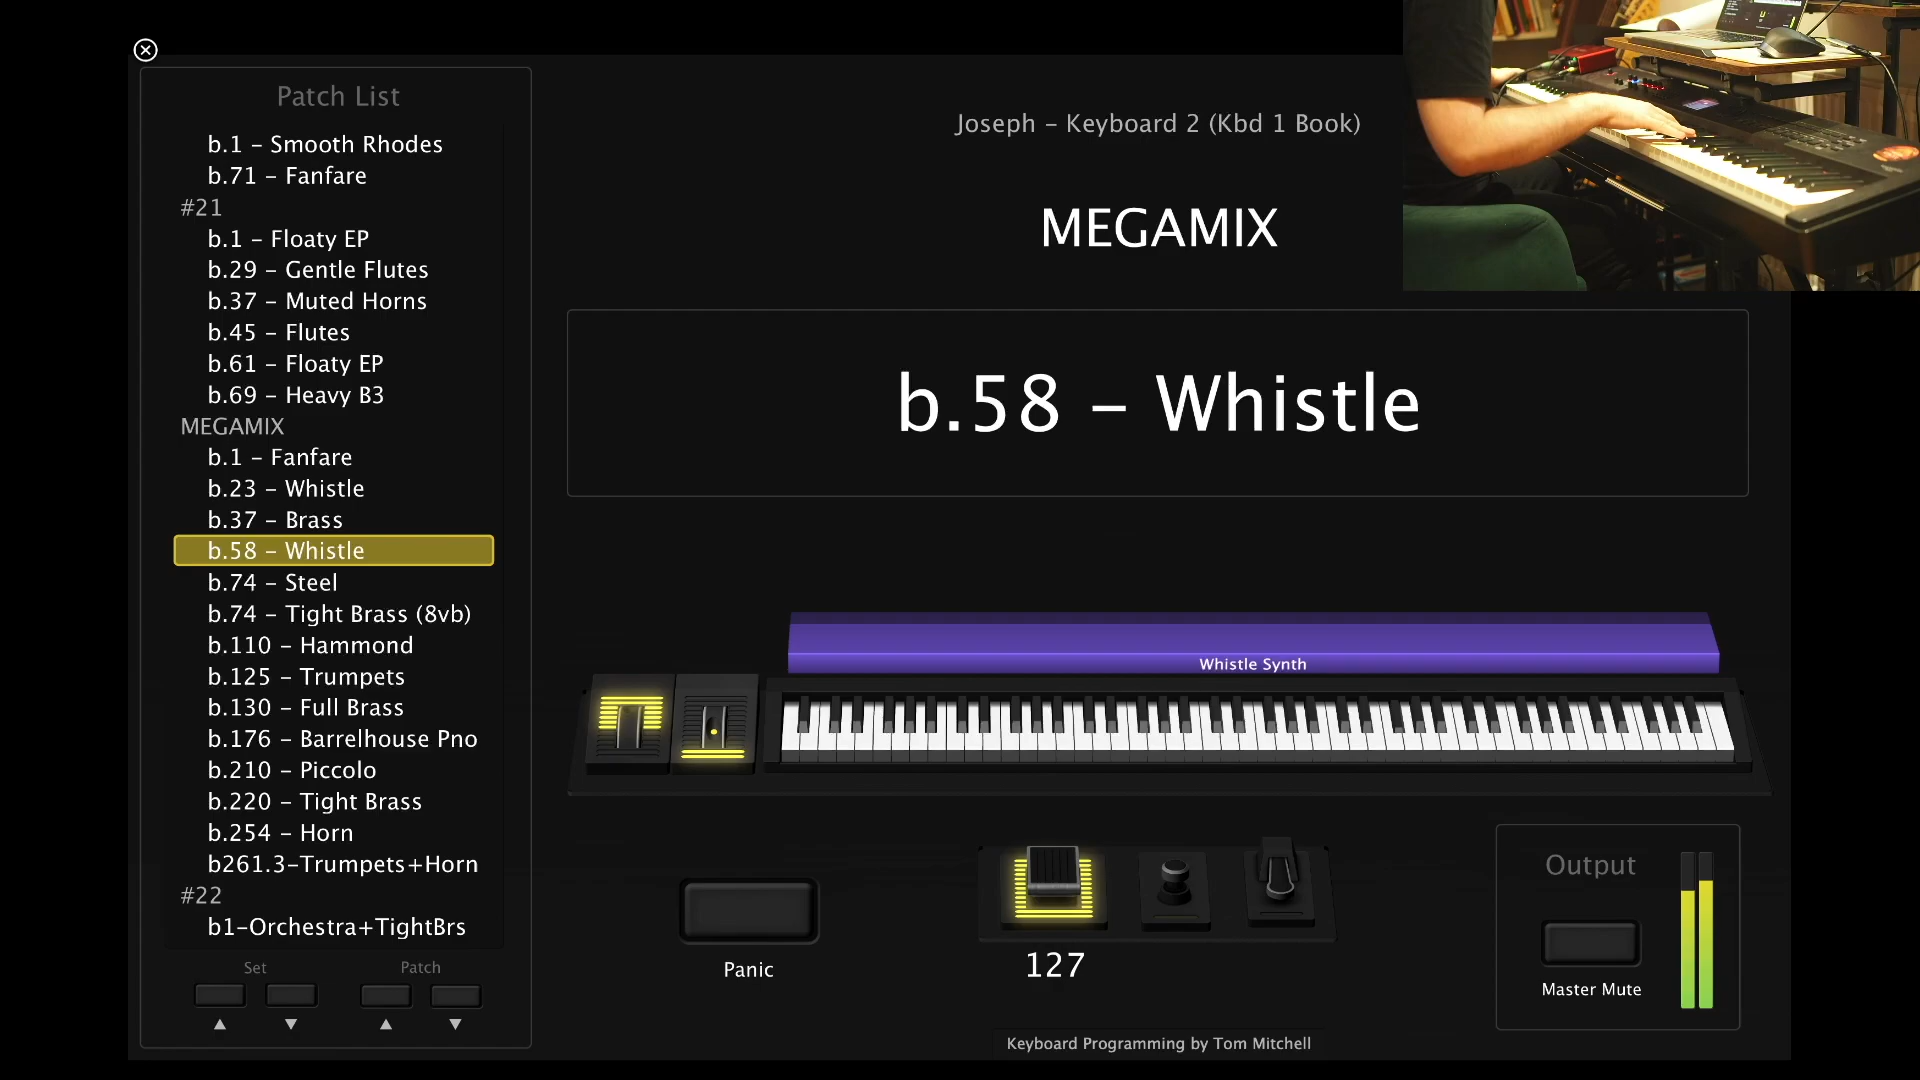 Patch List
b.1 – Smooth Rhodes
b.71 – Fanfare
#21
b.1 – Floaty EP
b.29 – Gentle Flutes
b.37 – Muted Horns
b.45 – Flutes
b.61 – Floaty EP
b.69 – Heavy B3
MEGAMIX
b.1 – Fanfare
b.23 – Whistle
b.37 – Brass
b.58 – Whistle
b.74 – Steel
b.74 – Tight Brass (8vb)
b.110 – Hammond
b.125 – Trumpets
b.130 – Full Brass
b.176 – Barrelhouse Pno
b.210 – Piccolo
b.220 – Tight Brass
b.254 – Horn
b261.3–Trumpets+Horn
#22
b1–Orchestra+TightBrs
Set
Patch
Joseph – Keyboard 2 (Kbd 1 Book)
MEGAMIX
b.58 – Whistle
Whistle Synth
Panic
127
Output
Master Mute
Keyboard Programming by Tom Mitchell